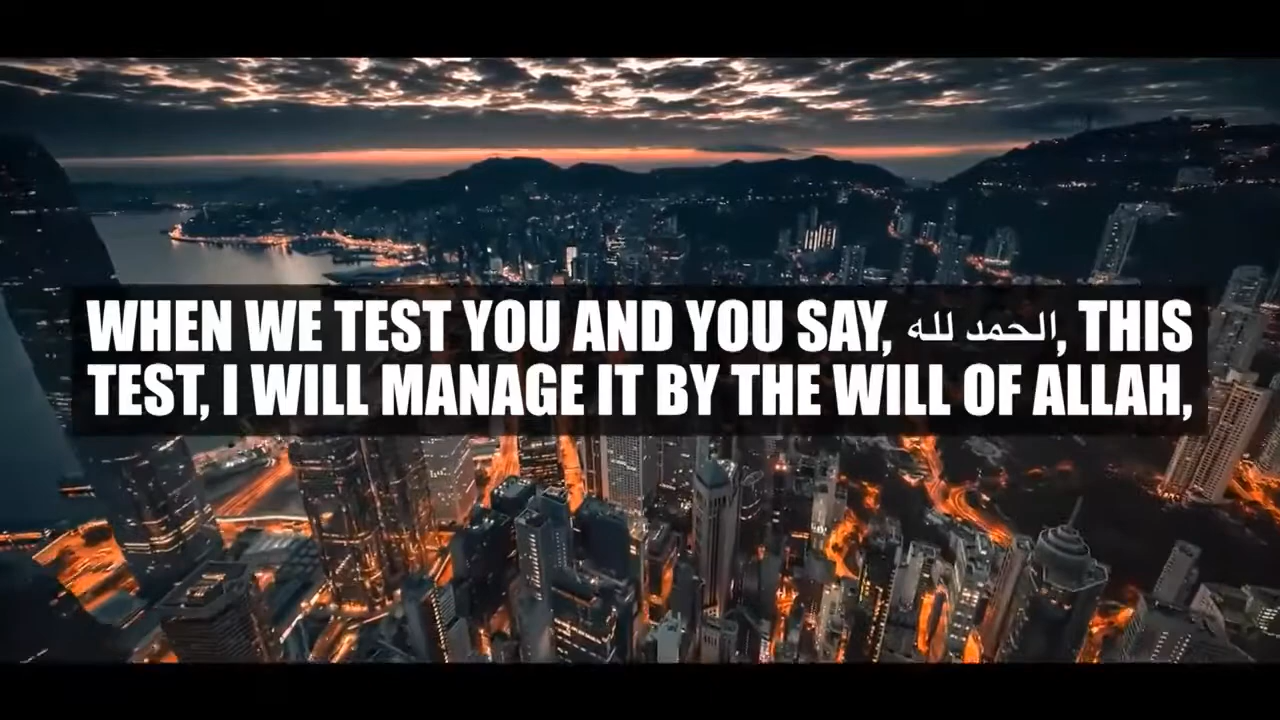 WHEN WE TEST YOU AND YOU SAY, الحمد لله, THIS
TEST, I WILL MANAGE IT BY THE WILL OF ALLAH,